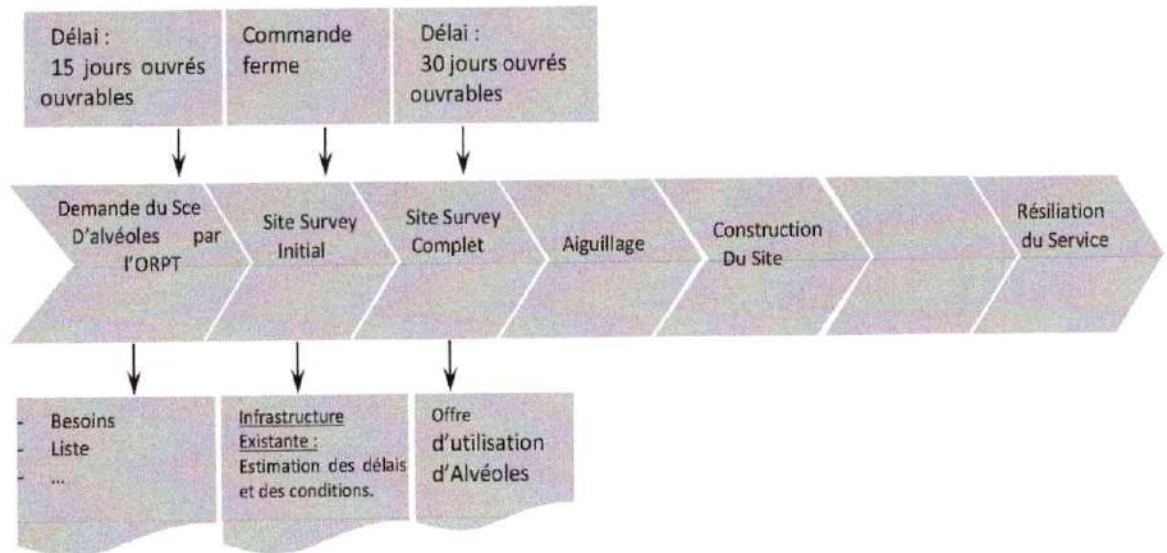 Délai :
15 jours ouvrés
ouvrables
Commande
ferme
Délai :
30 jours ouvrés
ouvrables
Demande du Sce
D'alvéoles par
l'ORPT
Site Survey
Initial
Site Survey
Complet
Aiguillage
Construction
Du Site
Résiliation
du Service
- Besoins
- Liste
- ...
Infrastructure
Existante :
Estimation des délais
et des conditions.
Offre
d'utilisation
d'Alvéoles